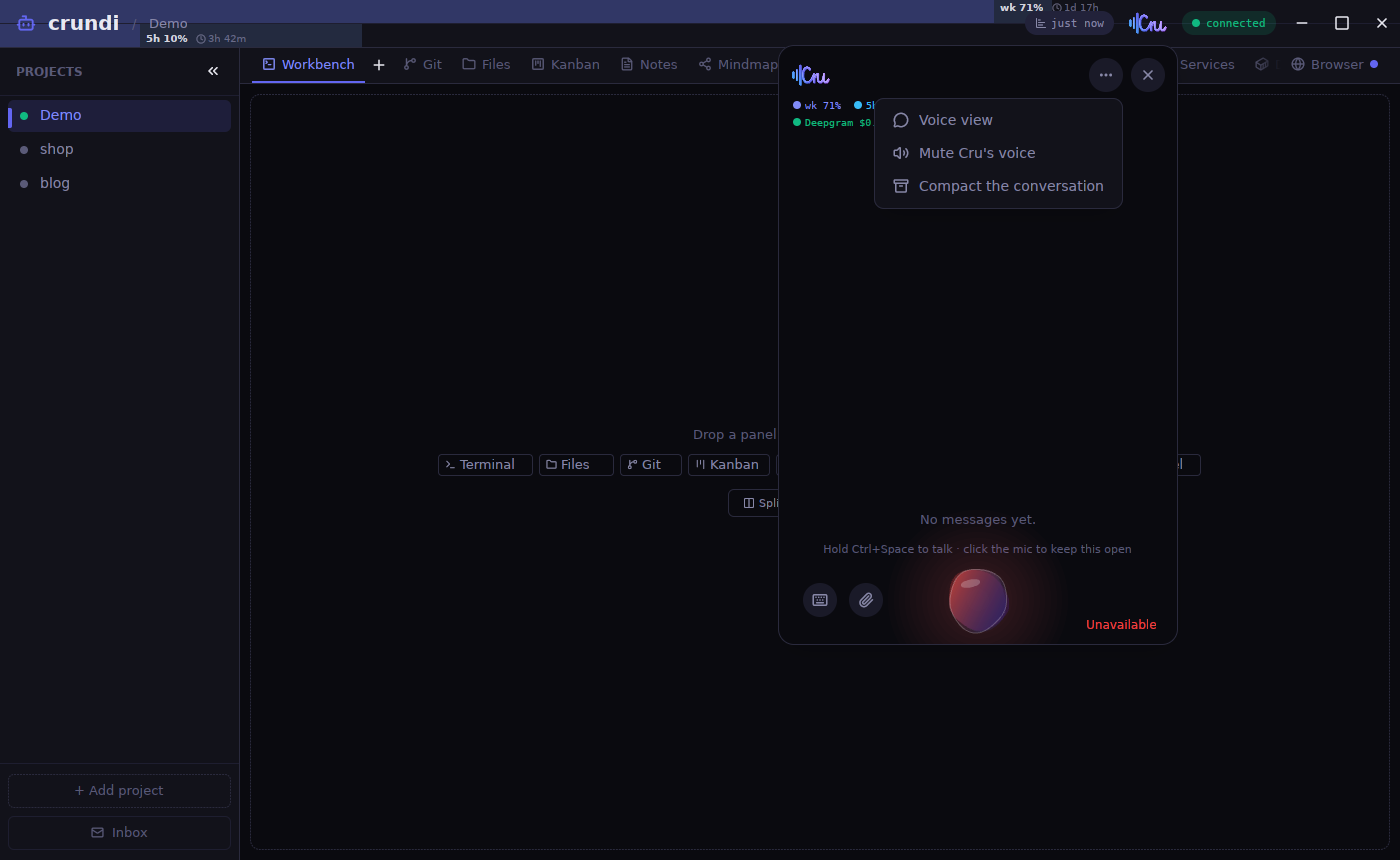 wk 71% 1d 17h
crundi / Demo
just now
Cru
connected
5h 10% 3h 42m
PROJECTS
Workbench
Git
Files
Kanban
Notes
Mindmap
Services
Browser
Demo
shop
blog
Cru
wk 71%
Deepgram $0
Voice view
Mute Cru's voice
Compact the conversation
Drop a panel
Terminal
Files
Git
Kanban
No messages yet.
Hold Ctrl+Space to talk · click the mic to keep this open
Unavailable
+ Add project
Inbox